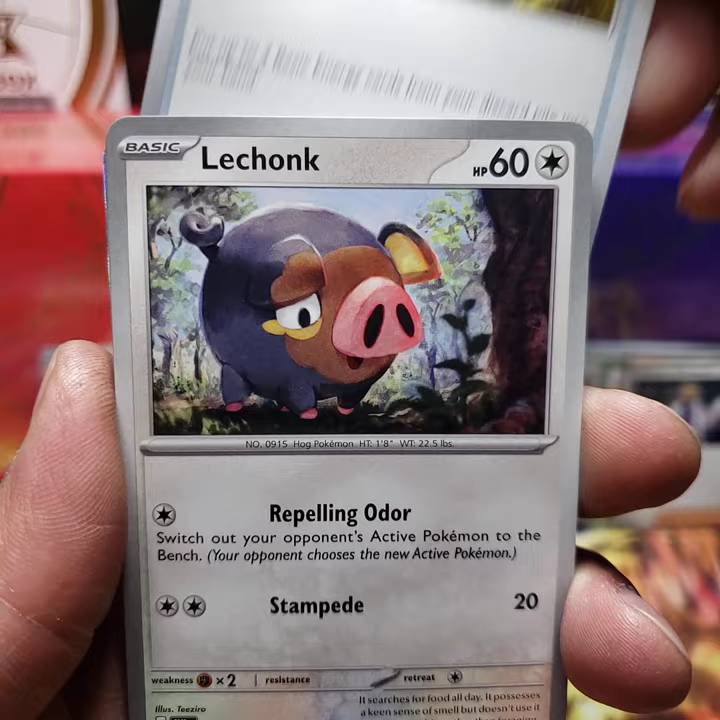 BASIC Lechonk HP 60
NO. 0915 Hog Pokémon HT: 1'8" WT: 22.5 lbs.
Repelling Odor
Switch out your opponent's Active Pokémon to the
Bench. (Your opponent chooses the new Active Pokémon.)
Stampede 20
weakness ×2 resistance retreat
Illus. Teeziro
It searches for food all day. It possesses
a keen sense of smell but doesn't use it